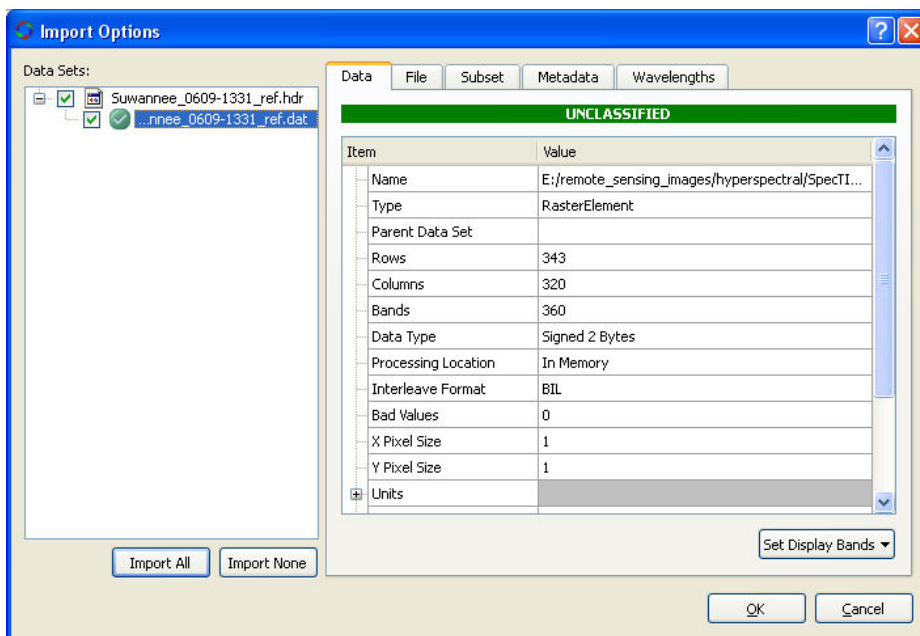 Import Options
Data Sets:
Suwannee_0609-1331_ref.hdr
...nnee_0609-1331_ref.dat
Import All
Import None
Data
File
Subset
Metadata
Wavelengths
UNCLASSIFIED
Item Value
Name E:/remote_sensing_images/hyperspectral/SpecTI...
Type RasterElement
Parent Data Set
Rows 343
Columns 320
Bands 360
Data Type Signed 2 Bytes
Processing Location In Memory
Interleave Format BIL
Bad Values 0
X Pixel Size 1
Y Pixel Size 1
Units
Set Display Bands
OK
Cancel